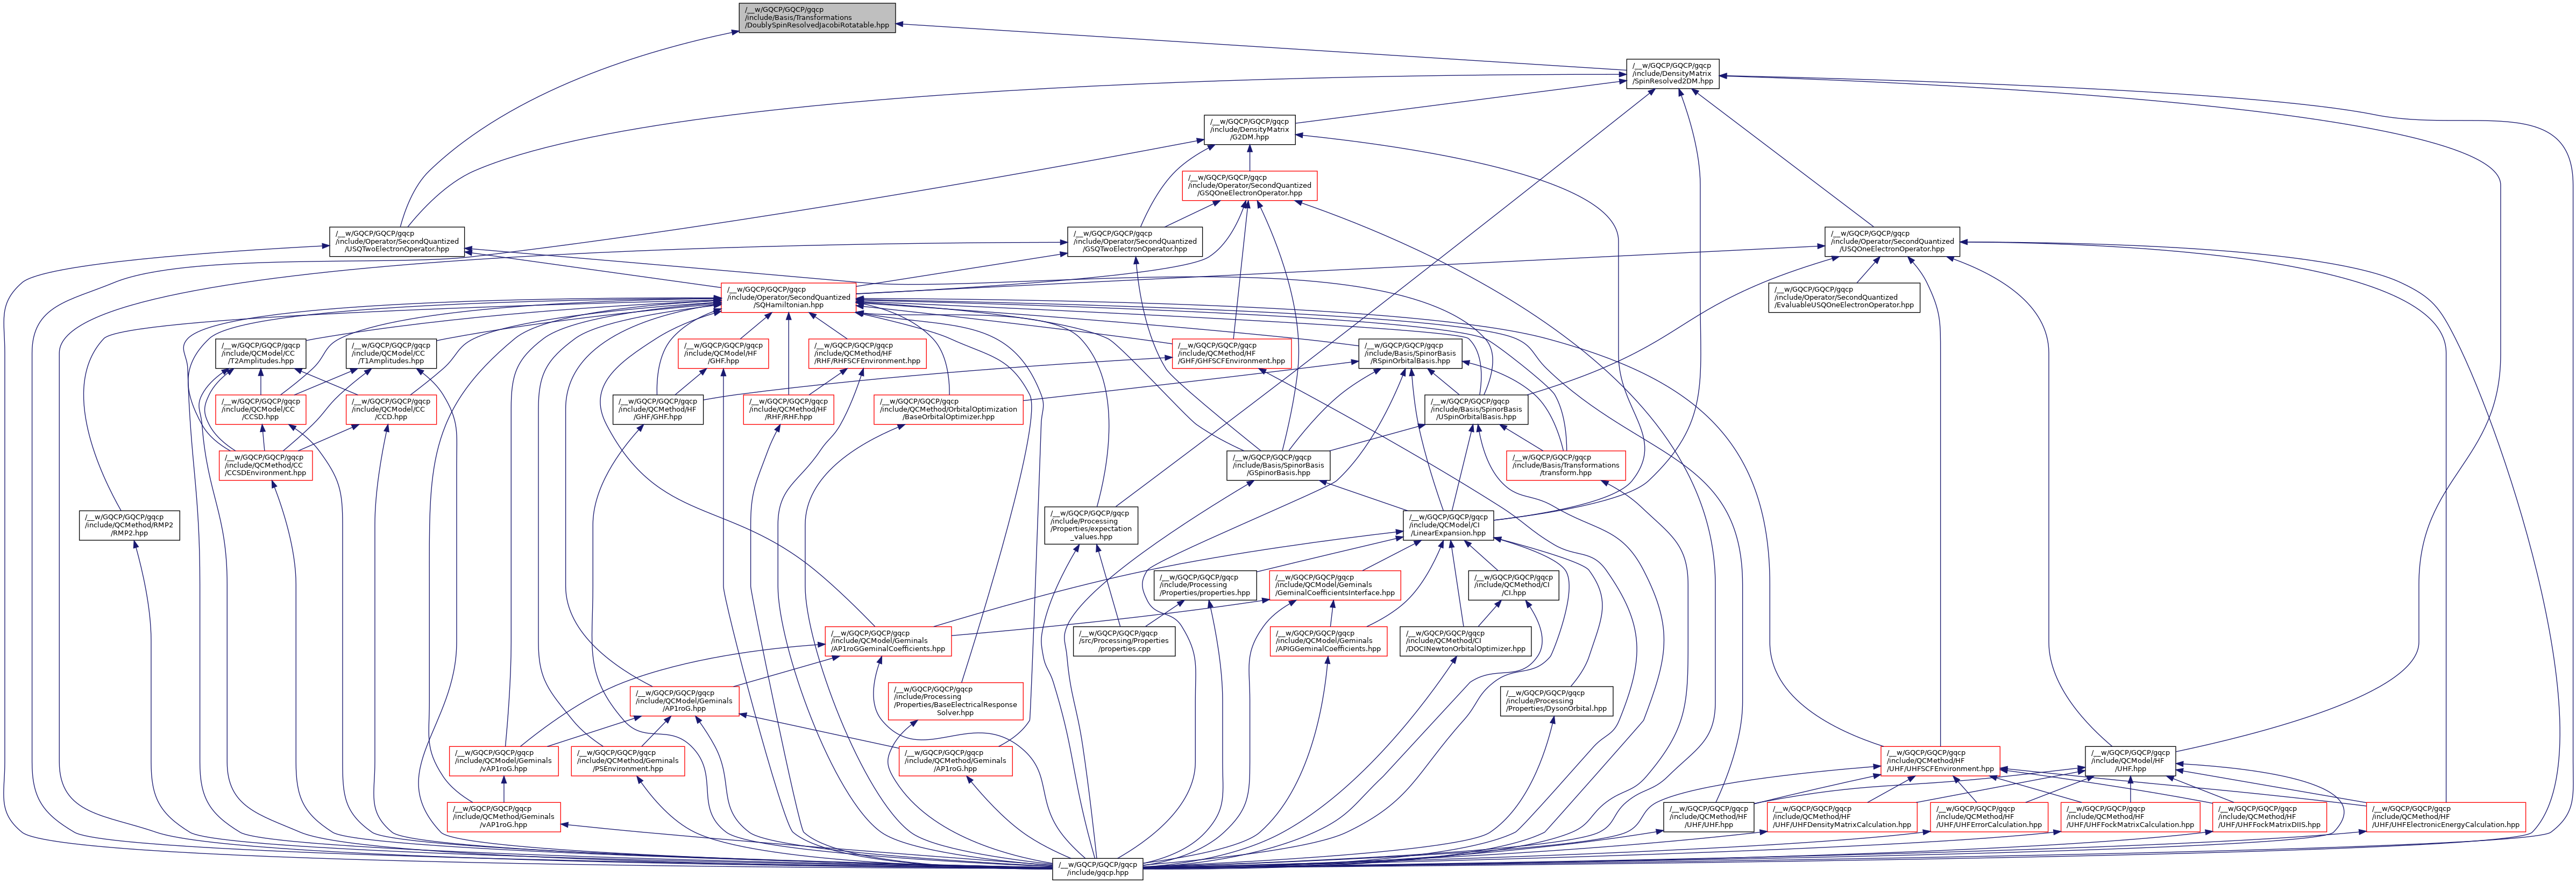 /__w/GQCP/GQCP/gqcp
/include/Basis/Transformations
/DoublySpinResolvedJacobiRotatable.hpp
/__w/GQCP/GQCP/gqcp
/include/DensityMatrix
/SpinResolved2DM.hpp
/__w/GQCP/GQCP/gqcp
/include/DensityMatrix
/G2DM.hpp
/__w/GQCP/GQCP/gqcp
/include/Operator/SecondQuantized
/GSQOneElectronOperator.hpp
/__w/GQCP/GQCP/gqcp
/include/Operator/SecondQuantized
/USQTwoElectronOperator.hpp
/__w/GQCP/GQCP/gqcp
/include/Operator/SecondQuantized
/GSQTwoElectronOperator.hpp
/__w/GQCP/GQCP/gqcp
/include/Operator/SecondQuantized
/USQOneElectronOperator.hpp
/__w/GQCP/GQCP/gqcp
/include/Operator/SecondQuantized
/SQHamiltonian.hpp
/__w/GQCP/GQCP/gqcp
/include/Operator/SecondQuantized
/EvaluableUSQOneElectronOperator.hpp
/__w/GQCP/GQCP/gqcp
/include/QCModel/CC
/T2Amplitudes.hpp
/__w/GQCP/GQCP/gqcp
/include/QCModel/CC
/T1Amplitudes.hpp
/__w/GQCP/GQCP/gqcp
/include/QCModel/HF
/GHF.hpp
/__w/GQCP/GQCP/gqcp
/include/QCMethod/HF
/RHF/RHFSCFEnvironment.hpp
/__w/GQCP/GQCP/gqcp
/include/QCMethod/HF
/GHF/GHFSCFEnvironment.hpp
/__w/GQCP/GQCP/gqcp
/include/Basis/SpinorBasis
/RSpinOrbitalBasis.hpp
/__w/GQCP/GQCP/gqcp
/include/QCModel/CC
/CCSD.hpp
/__w/GQCP/GQCP/gqcp
/include/QCModel/CC
/CCD.hpp
/__w/GQCP/GQCP/gqcp
/include/QCMethod/HF
/GHF/GHF.hpp
/__w/GQCP/GQCP/gqcp
/include/QCMethod/HF
/RHF/RHF.hpp
/__w/GQCP/GQCP/gqcp
/include/QCMethod/OrbitalOptimization
/BaseOrbitalOptimizer.hpp
/__w/GQCP/GQCP/gqcp
/include/Basis/SpinorBasis
/USpinOrbitalBasis.hpp
/__w/GQCP/GQCP/gqcp
/include/QCMethod/CC
/CCSDEnvironment.hpp
/__w/GQCP/GQCP/gqcp
/include/Basis/SpinorBasis
/GSpinorBasis.hpp
/__w/GQCP/GQCP/gqcp
/include/Basis/Transformations
/transform.hpp
/__w/GQCP/GQCP/gqcp
/include/QCMethod/RMP2
/RMP2.hpp
/__w/GQCP/GQCP/gqcp
/include/Processing
/Properties/expectation
_values.hpp
/__w/GQCP/GQCP/gqcp
/include/QCModel/CI
/LinearExpansion.hpp
/__w/GQCP/GQCP/gqcp
/include/Processing
/Properties/properties.hpp
/__w/GQCP/GQCP/gqcp
/include/QCModel/Geminals
/GeminalCoefficientsInterface.hpp
/__w/GQCP/GQCP/gqcp
/include/QCMethod/CI
/CI.hpp
/__w/GQCP/GQCP/gqcp
/include/QCModel/Geminals
/AP1roGGeminalCoefficients.hpp
/__w/GQCP/GQCP/gqcp
/src/Processing/Properties
/properties.cpp
/__w/GQCP/GQCP/gqcp
/include/QCModel/Geminals
/APIGGeminalCoefficients.hpp
/__w/GQCP/GQCP/gqcp
/include/QCMethod/CI
/DOCINewtonOrbitalOptimizer.hpp
/__w/GQCP/GQCP/gqcp
/include/QCModel/Geminals
/AP1roG.hpp
/__w/GQCP/GQCP/gqcp
/include/Processing
/Properties/BaseElectricalResponse
Solver.hpp
/__w/GQCP/GQCP/gqcp
/include/Processing
/Properties/DysonOrbital.hpp
/__w/GQCP/GQCP/gqcp
/include/QCModel/Geminals
/vAP1roG.hpp
/__w/GQCP/GQCP/gqcp
/include/QCMethod/Geminals
/PSEnvironment.hpp
/__w/GQCP/GQCP/gqcp
/include/QCMethod/Geminals
/AP1roG.hpp
/__w/GQCP/GQCP/gqcp
/include/QCMethod/HF
/UHF/UHFSCFEnvironment.hpp
/__w/GQCP/GQCP/gqcp
/include/QCModel/HF
/UHF.hpp
/__w/GQCP/GQCP/gqcp
/include/QCMethod/Geminals
/vAP1roG.hpp
/__w/GQCP/GQCP/gqcp
/include/QCMethod/HF
/UHF/UHF.hpp
/__w/GQCP/GQCP/gqcp
/include/QCMethod/HF
/UHF/UHFDensityMatrixCalculation.hpp
/__w/GQCP/GQCP/gqcp
/include/QCMethod/HF
/UHF/UHFErrorCalculation.hpp
/__w/GQCP/GQCP/gqcp
/include/QCMethod/HF
/UHF/UHFFockMatrixCalculation.hpp
/__w/GQCP/GQCP/gqcp
/include/QCMethod/HF
/UHF/UHFFockMatrixDIIS.hpp
/__w/GQCP/GQCP/gqcp
/include/QCMethod/HF
/UHF/UHFElectronicEnergyCalculation.hpp
/__w/GQCP/GQCP/gqcp
/include/gqcp.hpp